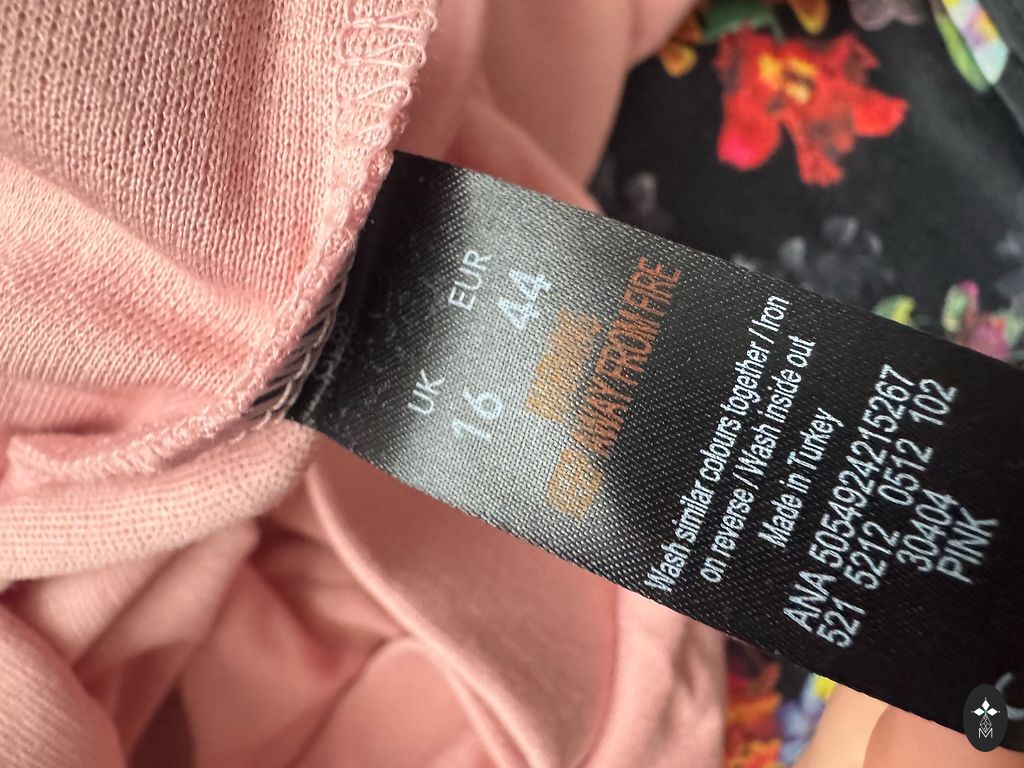 UK EUR
16 44
WARNING
KEEP AWAY FROM FIRE
Wash similar colours together / Iron
on reverse / Wash inside out
Made in Turkey
ANA 5054924215267
521 5212 0512 102
30404
PINK
M